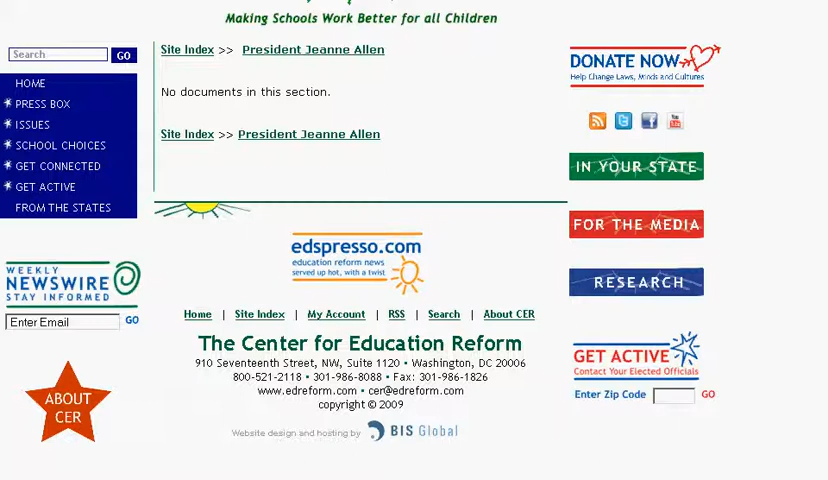 Making Schools Work Better for all Children
Search GO
HOME
PRESS BOX
ISSUES
SCHOOL CHOICES
GET CONNECTED
GET ACTIVE
FROM THE STATES
WEEKLY
NEWSWIRE
STAY INFORMED
Enter Email GO
ABOUT
CER
Site Index >> President Jeanne Allen
No documents in this section.
Site Index >> President Jeanne Allen
edspresso.com
education reform news
served up hot, with a twist
Home | Site Index | My Account | RSS | Search | About CER
The Center for Education Reform
910 Seventeenth Street, NW, Suite 1120 • Washington, DC 20006
800-521-2118 • 301-986-8088 • Fax: 301-986-1826
www.edreform.com • cer@edreform.com
copyright © 2009
Website design and hosting by BIS Global
DONATE NOW
Help Change Laws, Minds and Cultures
You Tube
IN YOUR STATE
FOR THE MEDIA
RESEARCH
GET ACTIVE
Contact Your Elected Officials
Enter Zip Code GO